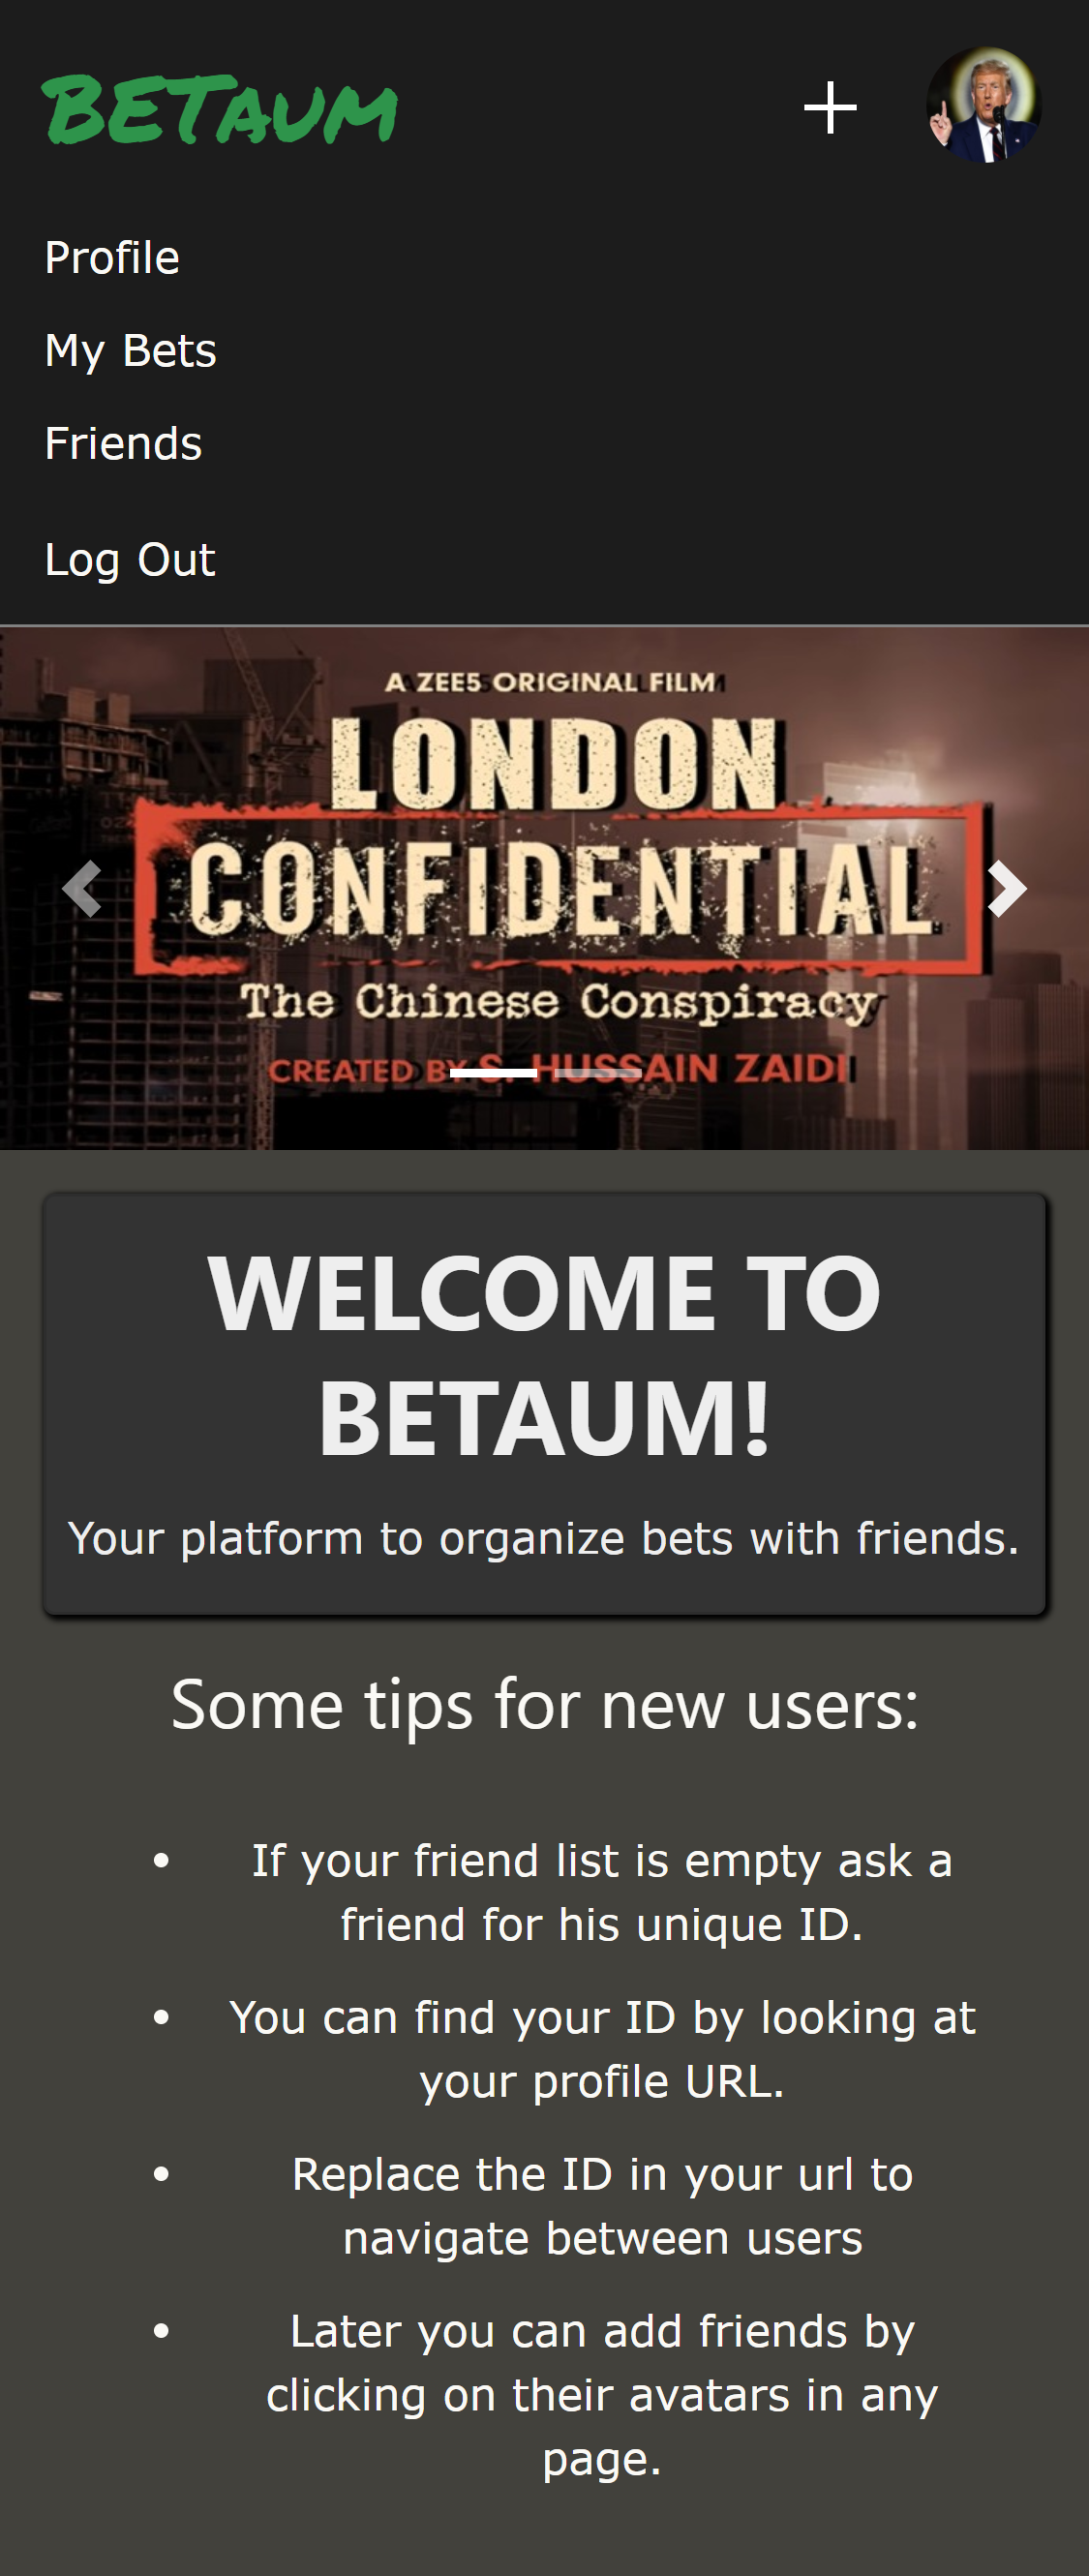 BETAUM
Profile
My Bets
Friends
Log Out
A ZEE5 ORIGINAL FILM
LONDON
CONFIDENTIAL
The Chinese Conspiracy
CREATED BY S. HUSSAIN ZAIDI
WELCOME TO
BETAUM!
Your platform to organize bets with friends.
Some tips for new users:
• If your friend list is empty ask a
friend for his unique ID.
• You can find your ID by looking at
your profile URL.
• Replace the ID in your url to
navigate between users
• Later you can add friends by
clicking on their avatars in any
page.